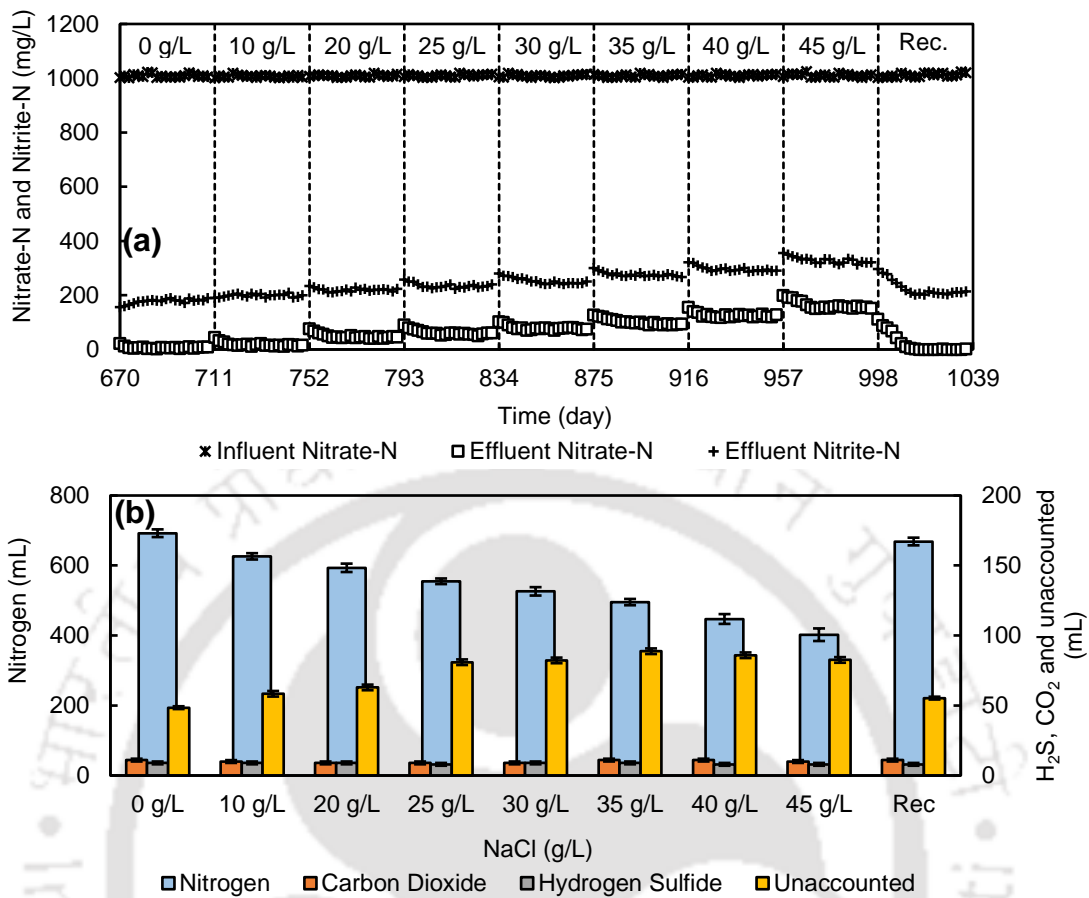 Nitrate-N and Nitrite-N (mg/L)
1200
1000
800
600
400
200
0
0 g/L 10 g/L 20 g/L 25 g/L 30 g/L 35 g/L 40 g/L 45 g/L Rec.
(a)
670 711 752 793 834 875 916 957 998 1039
Time (day)
Influent Nitrate-N Effluent Nitrate-N Effluent Nitrite-N
(b)
Nitrogen (mL)
800
600
400
200
0
200
150
100
50
0
H₂S, CO₂ and unaccounted
(mL)
0 g/L 10 g/L 20 g/L 25 g/L 30 g/L 35 g/L 40 g/L 45 g/L Rec
NaCl (g/L)
Nitrogen Carbon Dioxide Hydrogen Sulfide Unaccounted